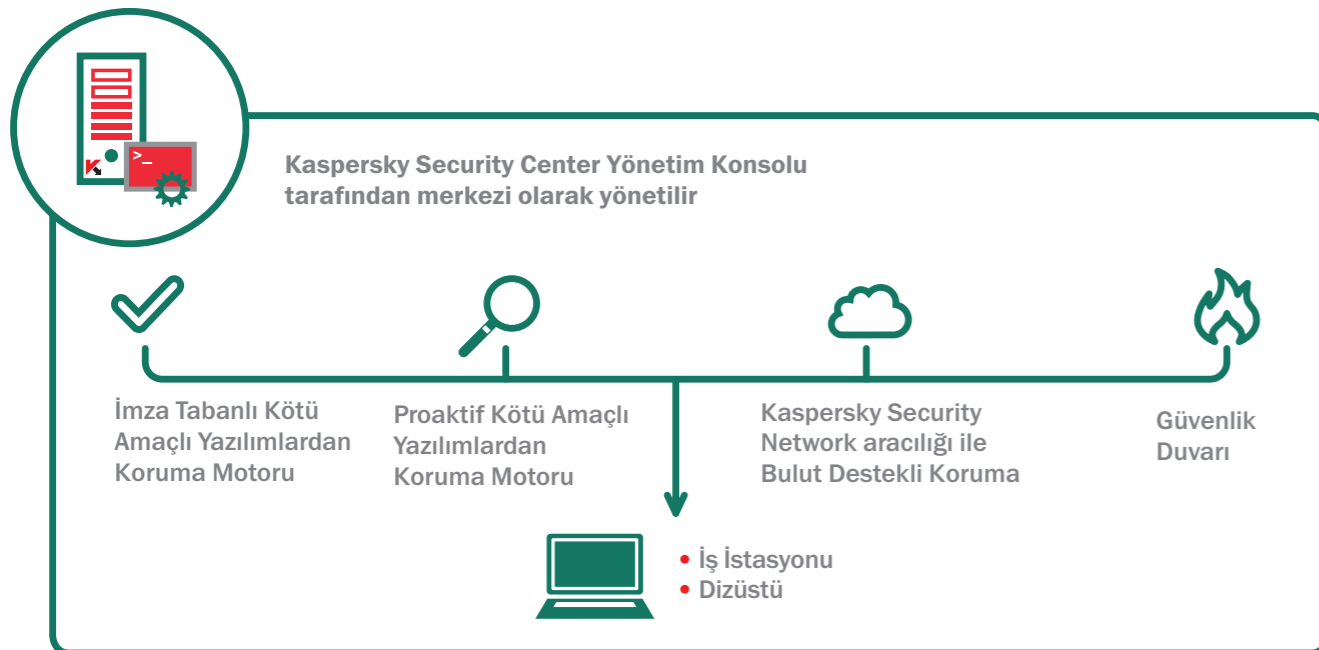 >_
Kaspersky Security Center Yönetim Konsolu
tarafından merkezi olarak yönetilir
İmza Tabanlı Kötü
Amaçlı Yazılımlardan
Koruma Motoru
Proaktif Kötü Amaçlı
Yazılımlardan
Koruma Motoru
Kaspersky Security
Network aracılığı ile
Bulut Destekli Koruma
Güvenlik
Duvarı
• İş İstasyonu
• Dizüstü